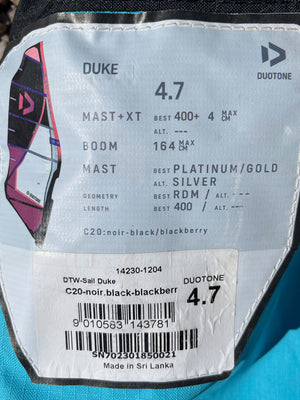 DUKE
DUOTONE
4.7
MAST+XT BEST 400+ 4 MAX CM
ALT. ---
BOOM 164 MAX CM
MAST BEST PLATINUM/GOLD
ALT. SILVER
GEOMETRY BEST RDM / ALT. ---
LENGTH BEST 400 / ALT. ---
C20:noir-black/blackberry
14230-1204
DTW-Sail Duke DUOTONE
C20-noir.black-blackberr
4.7
9 010583 143781
SN702301850021
Made in Sri Lanka